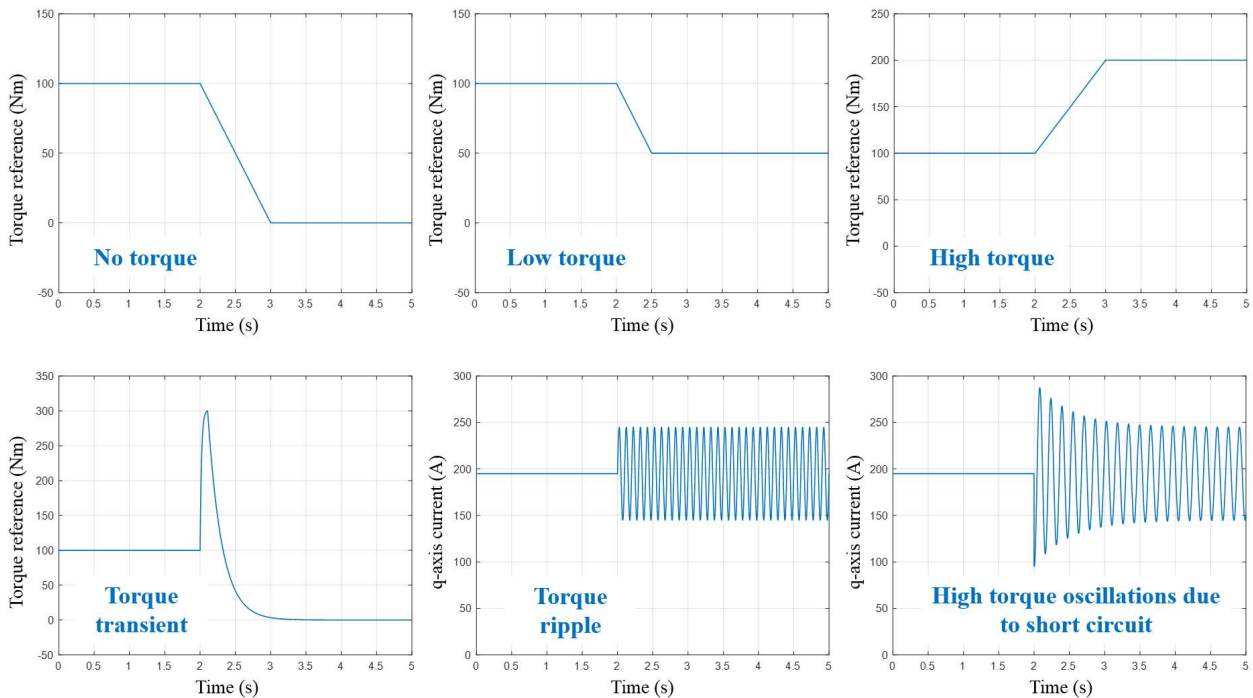 150
100
50
0
-50
Torque reference (Nm)
No torque
0 0.5 1 1.5 2 2.5 3 3.5 4 4.5 5
Time (s)
150
100
50
0
-50
Torque reference (Nm)
Low torque
0 0.5 1 1.5 2 2.5 3 3.5 4 4.5 5
Time (s)
250
200
150
100
50
0
-50
Torque reference (Nm)
High torque
0 0.5 1 1.5 2 2.5 3 3.5 4 4.5 5
Time (s)
350
300
250
200
150
100
50
0
-50
Torque reference (Nm)
Torque
transient
0 0.5 1 1.5 2 2.5 3 3.5 4 4.5 5
Time (s)
300
250
200
150
100
50
0
q-axis current (A)
Torque
ripple
0 0.5 1 1.5 2 2.5 3 3.5 4 4.5 5
Time (s)
300
250
200
150
100
50
0
q-axis current (A)
High torque oscillations due
to short circuit
0 0.5 1 1.5 2 2.5 3 3.5 4 4.5 5
Time (s)